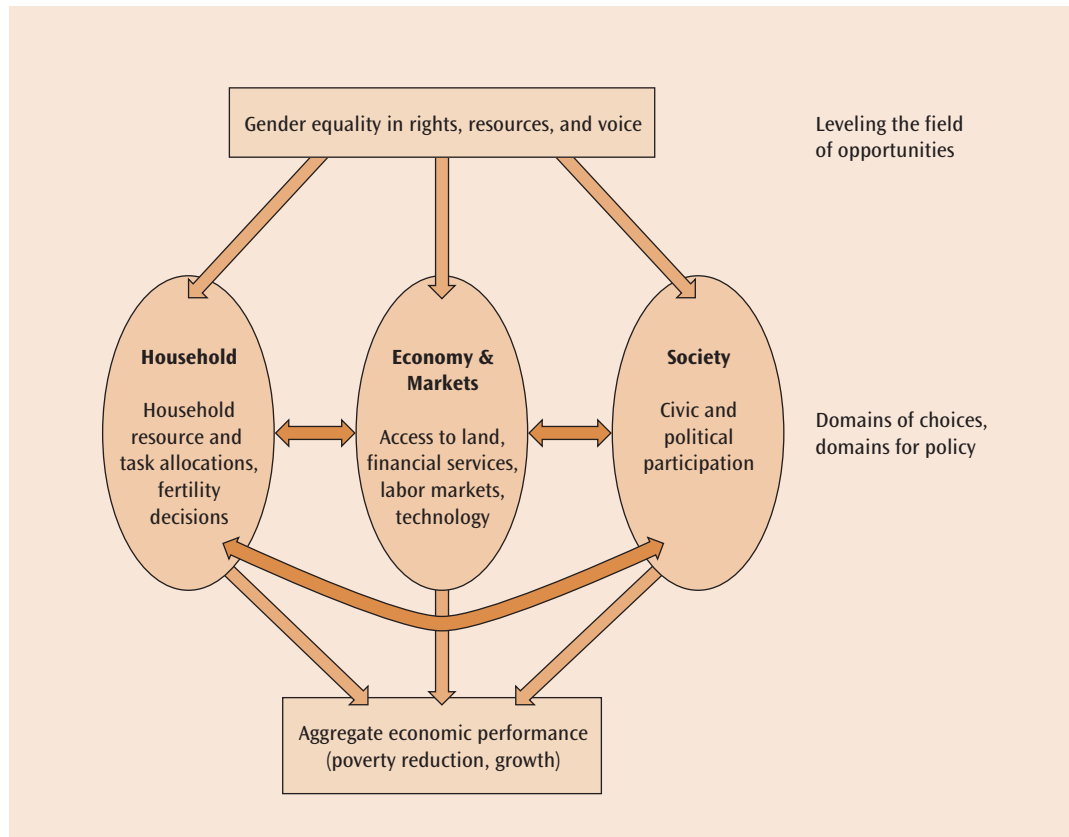 Gender equality in rights, resources, and voice
Leveling the field
of opportunities
Household
Household
resource and
task allocations,
fertility
decisions
Economy &
Markets
Access to land,
financial services,
labor markets,
technology
Society
Civic and
political
participation
Domains of choices,
domains for policy
Aggregate economic performance
(poverty reduction, growth)